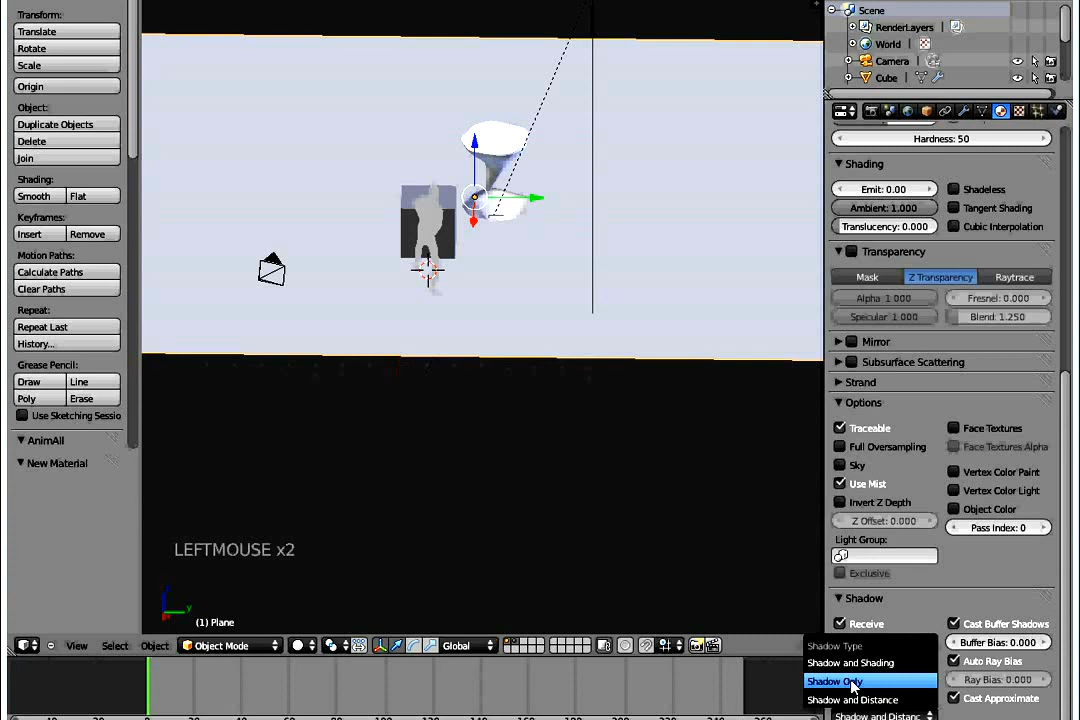 Transform:
Translate
Rotate
Scale
Origin
Object:
Duplicate Objects
Delete
Join
Shading:
Smooth Flat
Keyframes:
Insert Remove
Motion Paths:
Calculate Paths
Clear Paths
Repeat:
Repeat Last
History...
Grease Pencil:
Draw Line
Poly Erase
Use Sketching Sessio
AnimAll
New Material
LEFTMOUSE x2
z
y
(1) Plane
View Select Object Object Mode Global
Scene
RenderLayers
World
Camera
Cube
Hardness: 50
Shading
Emit: 0.00 Shadeless
Ambient: 1.000 Tangent Shading
Translucency: 0.000 Cubic Interpolation
Transparency
Mask Z Transparency Raytrace
Alpha 1.000 Fresnel: 0.000
Specular 1.000 Blend: 1.250
Mirror
Subsurface Scattering
Strand
Options
Traceable Face Textures
Full Oversampling Face Textures Alpha
Sky Vertex Color Paint
Use Mist Vertex Color Light
Invert Z Depth Object Color
Z Offset: 0.000 Pass Index: 0
Light Group:
Exclusive
Shadow
Receive Cast Buffer Shadows
Shadow Type Buffer Bias: 0.000
Shadow and Shading Auto Ray Bias
Shadow Only Ray Bias: 0.000
Shadow and Distance Cast Approximate
Shadow and Distanc